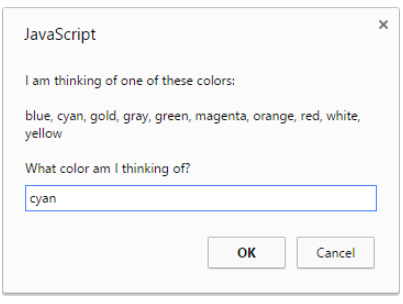 JavaScript
I am thinking of one of these colors:
blue, cyan, gold, gray, green, magenta, orange, red, white,
yellow
What color am I thinking of?
cyan
OK Cancel